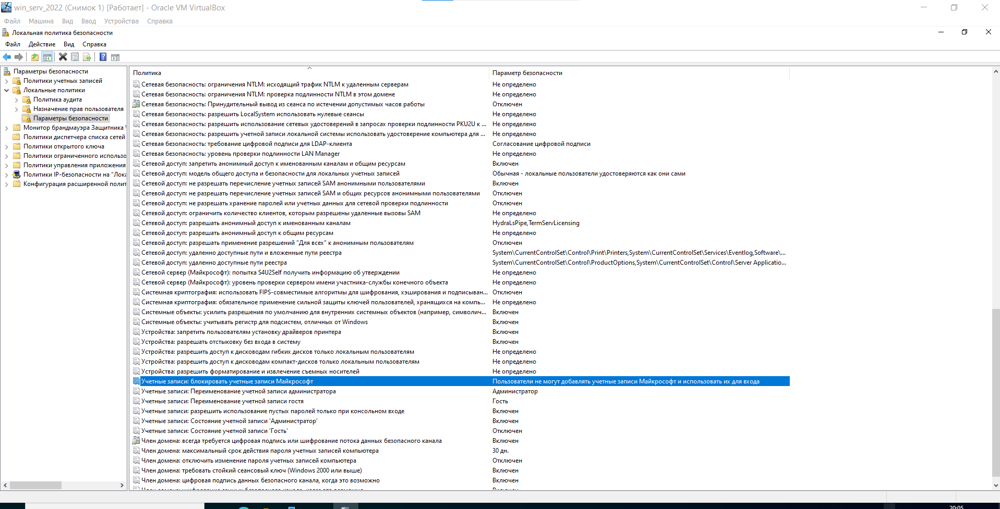 win_serv_2022 (Снимок 1) [Работает] - Oracle VM VirtualBox
Файл Машина Вид Ввод Устройства Справка
Локальная политика безопасности
Файл Действие Вид Справка
Параметры безопасности
Политики учетных записей
Локальные политики
Политика аудита
Назначение прав пользователя
Параметры безопасности
Монитор брандмауэра Защитника
Политики диспетчера списка сетей
Политики открытого ключа
Политики ограниченного использо
Политики управления приложения
Политики IP-безопасности на "Лока
Конфигурация расширенной полит
Политика Параметр безопасности
Сетевая безопасность: ограничения NTLM: исходящий трафик NTLM к удаленным серверам Не определено
Сетевая безопасность: ограничения NTLM: проверка подлинности NTLM в этом домене Не определено
Сетевая безопасность: Принудительный вывод из сеанса по истечении допустимых часов работы Отключен
Сетевая безопасность: разрешить LocalSystem использовать нулевые сеансы Не определено
Сетевая безопасность: разрешить использование сетевых удостоверений в запросах проверки подлинности PKU2U к ... Не определено
Сетевая безопасность: разрешить учетной записи локальной системы использовать удостоверение компьютера для ... Не определено
Сетевая безопасность: требование цифровой подписи для LDAP-клиента Согласование цифровой подписи
Сетевая безопасность: уровень проверки подлинности LAN Manager Не определено
Сетевой доступ: запретить анонимный доступ к именованным каналам и общим ресурсам Включен
Сетевой доступ: модель общего доступа и безопасности для локальных учетных записей Обычная - локальные пользователи удостоверяются как они сами
Сетевой доступ: не разрешать перечисление учетных записей SAM анонимными пользователями Включен
Сетевой доступ: не разрешать перечисление учетных записей SAM и общих ресурсов анонимными пользователями Отключен
Сетевой доступ: не разрешать хранение паролей или учетных данных для сетевой проверки подлинности Отключен
Сетевой доступ: ограничить количество клиентов, которым разрешены удаленные вызовы SAM Не определено
Сетевой доступ: разрешать анонимный доступ к именованным каналам HydraLsPipe,TermServLicensing
Сетевой доступ: разрешать анонимный доступ к общим ресурсам Не определено
Сетевой доступ: разрешать применение разрешений "Для всех" к анонимным пользователям Отключен
Сетевой доступ: удаленно доступные пути и вложенные пути реестра System\CurrentControlSet\Control\Print\Printers,System\CurrentControlSet\Services\Eventlog,Software\...
Сетевой доступ: удаленно доступные пути реестра System\CurrentControlSet\Control\ProductOptions,System\CurrentControlSet\Control\Server Applicatio...
Сетевой сервер (Майкрософт): попытка S4U2Self получить информацию об утверждении Не определено
Сетевой сервер (Майкрософт): уровень проверки сервером имени участника-службы конечного объекта Не определено
Системная криптография: использовать FIPS-совместимые алгоритмы для шифрования, хэширования и подписыван... Отключен
Системная криптография: обязательное применение сильной защиты ключей пользователей, хранящихся на компь... Не определено
Системные объекты: усилить разрешения по умолчанию для внутренних системных объектов (например, символич... Включен
Системные объекты: учитывать регистр для подсистем, отличных от Windows Включен
Устройства: запретить пользователям установку драйверов принтера Включен
Устройства: разрешать отстыковку без входа в систему Включен
Устройства: разрешить доступ к дисководам гибких дисков только локальным пользователям Не определено
Устройства: разрешить доступ к дисководам компакт-дисков только локальным пользователям Не определено
Устройства: разрешить форматирование и извлечение съемных носителей Не определено
Учетные записи: блокировать учетные записи Майкрософт Пользователи не могут добавлять учетные записи Майкрософт и использовать их для входа
Учетные записи: Переименование учетной записи администратора Администратор
Учетные записи: Переименование учетной записи гостя Гость
Учетные записи: разрешить использование пустых паролей только при консольном входе Включен
Учетные записи: Состояние учетной записи 'Администратор' Включен
Учетные записи: Состояние учетной записи 'Гость' Отключен
Член домена: всегда требуется цифровая подпись или шифрование потока данных безопасного канала Включен
Член домена: максимальный срок действия пароля учетных записей компьютера 30 дн.
Член домена: отключить изменение пароля учетных записей компьютера Отключен
Член домена: требовать стойкий сеансовый ключ (Windows 2000 или выше) Включен
Член домена: цифровая подпись данных безопасного канала, когда это возможно Включен
20:05